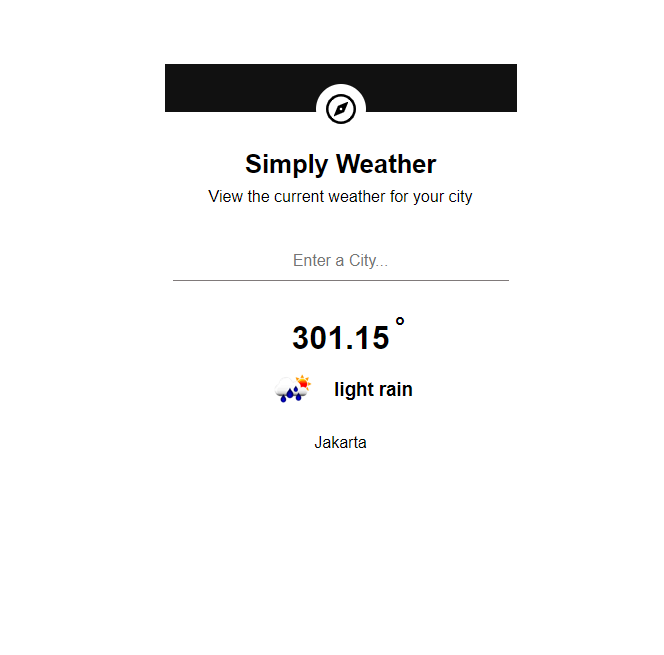 Simply Weather
View the current weather for your city
Enter a City...
301.15°
light rain
Jakarta